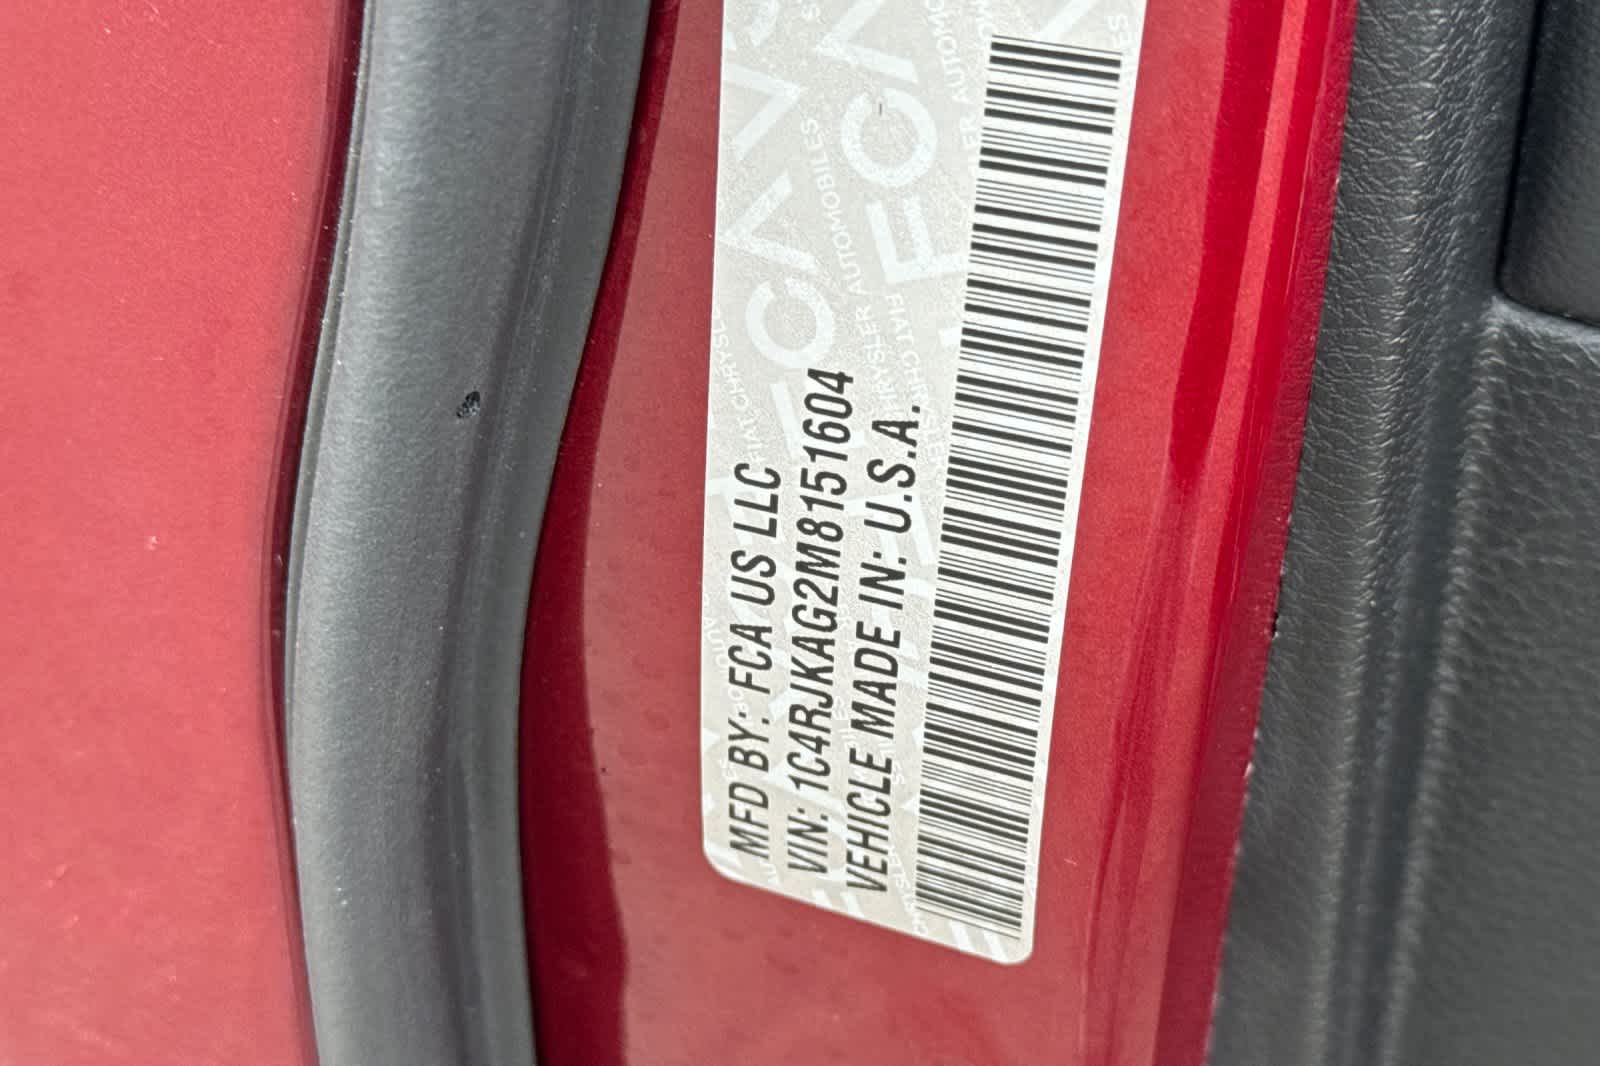 MFD BY: FCA US LLC
VIN: 1C4RJKAG2M8151604
VEHICLE MADE IN: U.S.A.